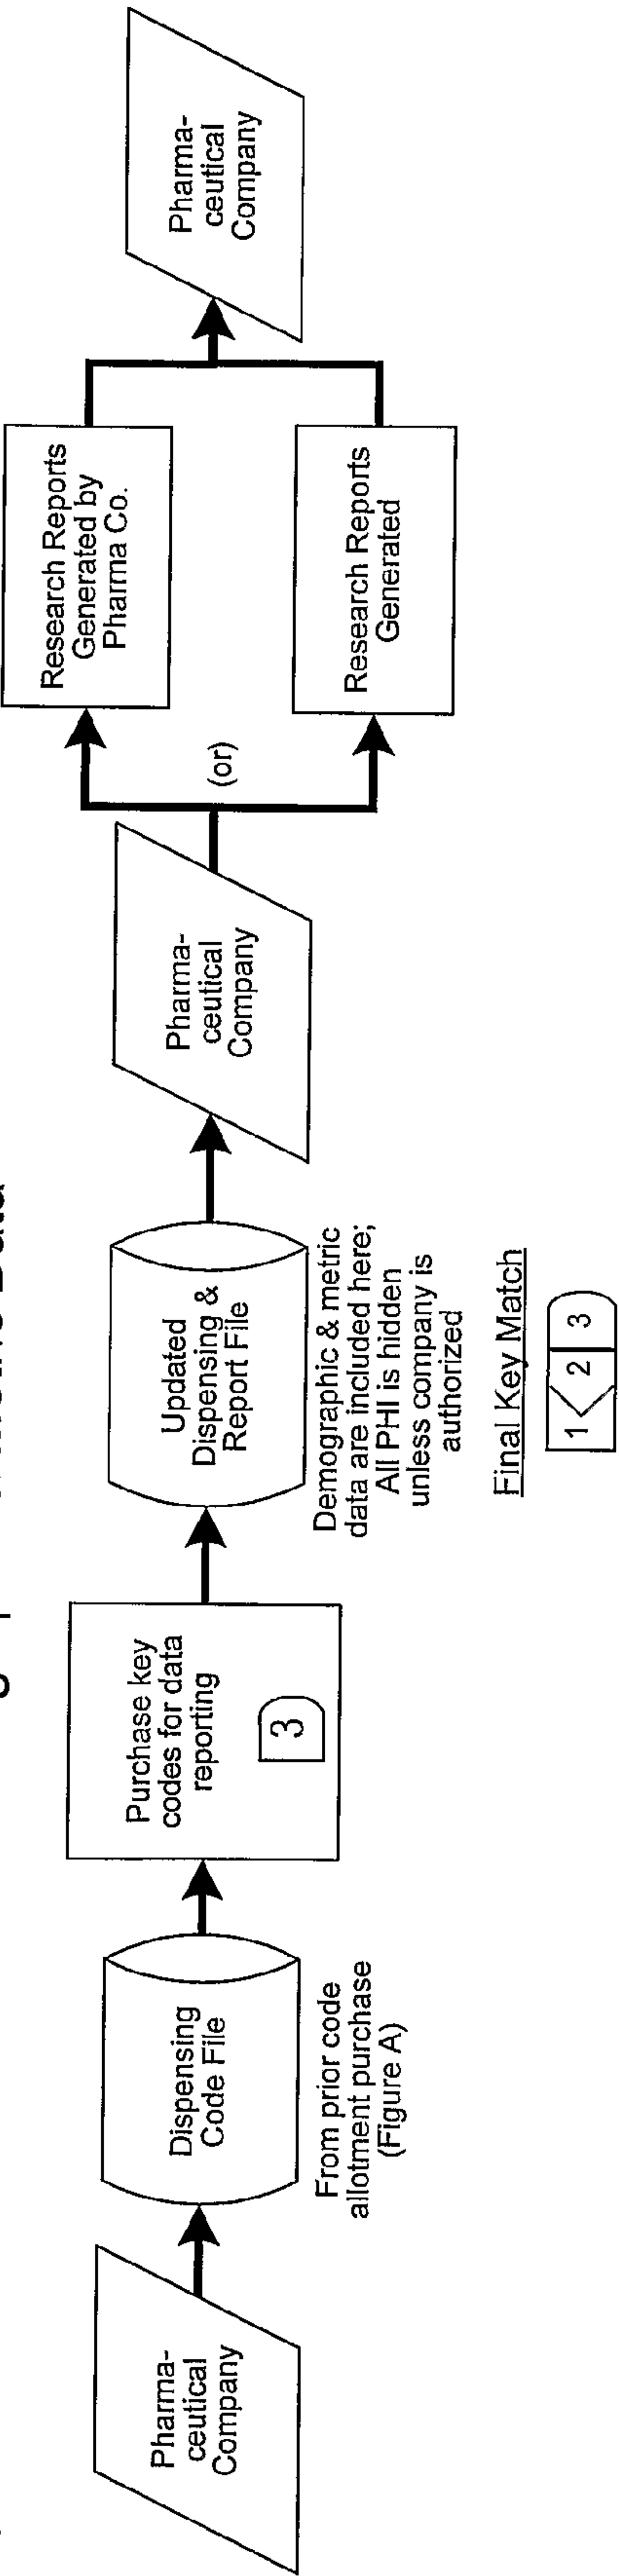 Pharma-
ceutical
Company
Dispensing
Code File
From prior code
allotment purchase
(Figure A)
Purchase key
codes for data
reporting
3
Updated
Dispensing &
Report File
Demographic & metric
data are included here;
All PHI is hidden
unless company is
authorized
Final Key Match
1 2 3
Pharma-
ceutical
Company
(or)
Research Reports
Generated by
Pharma Co.
Research Reports
Generated
Pharma-
ceutical
Company